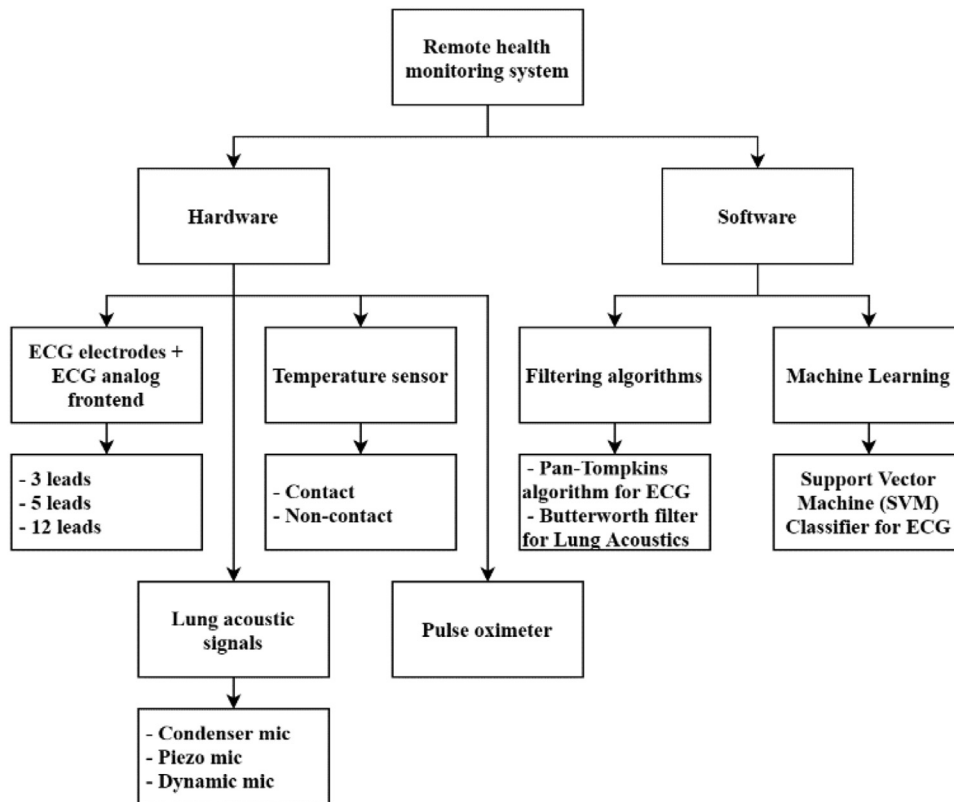 Remote health
monitoring system
Hardware
Software
ECG electrodes +
ECG analog
frontend
Temperature sensor
Filtering algorithms
Machine Learning
- 3 leads
- 5 leads
- 12 leads
- Contact
- Non-contact
- Pan-Tompkins
algorithm for ECG
- Butterworth filter
for Lung Acoustics
Support Vector
Machine (SVM)
Classifier for ECG
Lung acoustic
signals
Pulse oximeter
- Condenser mic
- Piezo mic
- Dynamic mic